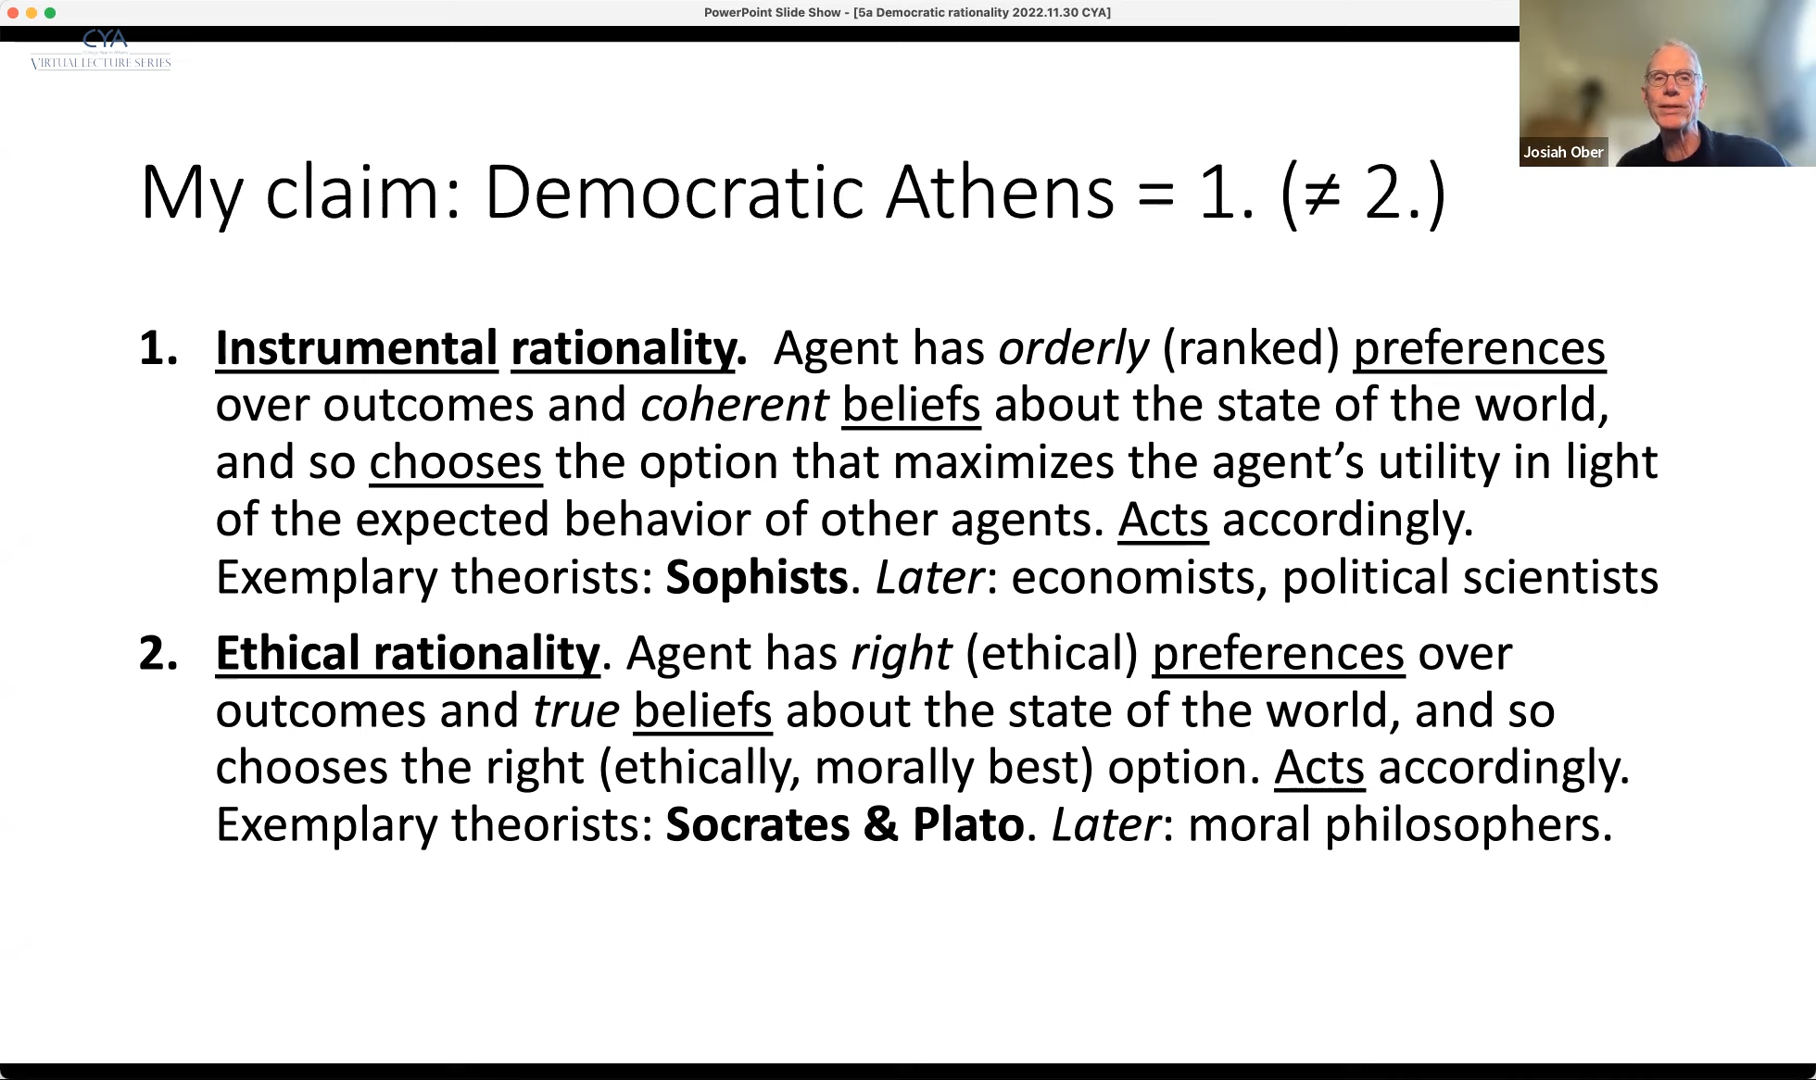 PowerPoint Slide Show - [5a Democratic rationality 2022.11.30 CYA]
CYA
VIRTUAL LECTURE SERIES
Josiah Ober
My claim: Democratic Athens = 1. (≠ 2.)
1. Instrumental rationality. Agent has orderly (ranked) preferences
over outcomes and coherent beliefs about the state of the world,
and so chooses the option that maximizes the agent’s utility in light
of the expected behavior of other agents. Acts accordingly.
Exemplary theorists: Sophists. Later: economists, political scientists
2. Ethical rationality. Agent has right (ethical) preferences over
outcomes and true beliefs about the state of the world, and so
chooses the right (ethically, morally best) option. Acts accordingly.
Exemplary theorists: Socrates & Plato. Later: moral philosophers.